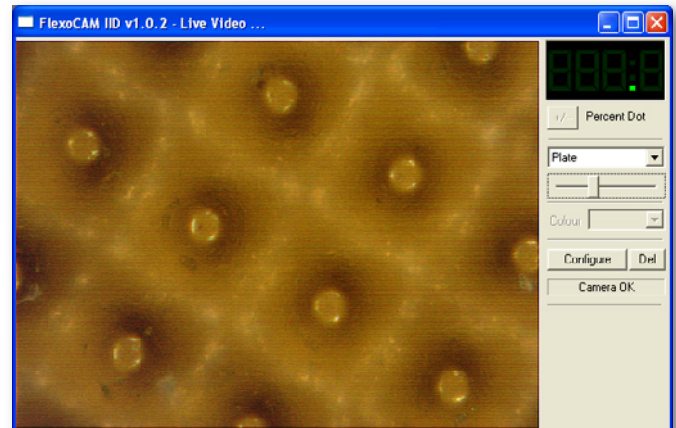 FlexoCAM IID v1.0.2 - Live Video ...
+/-
Percent Dot
Plate
Colour
Configure
Del
Camera OK